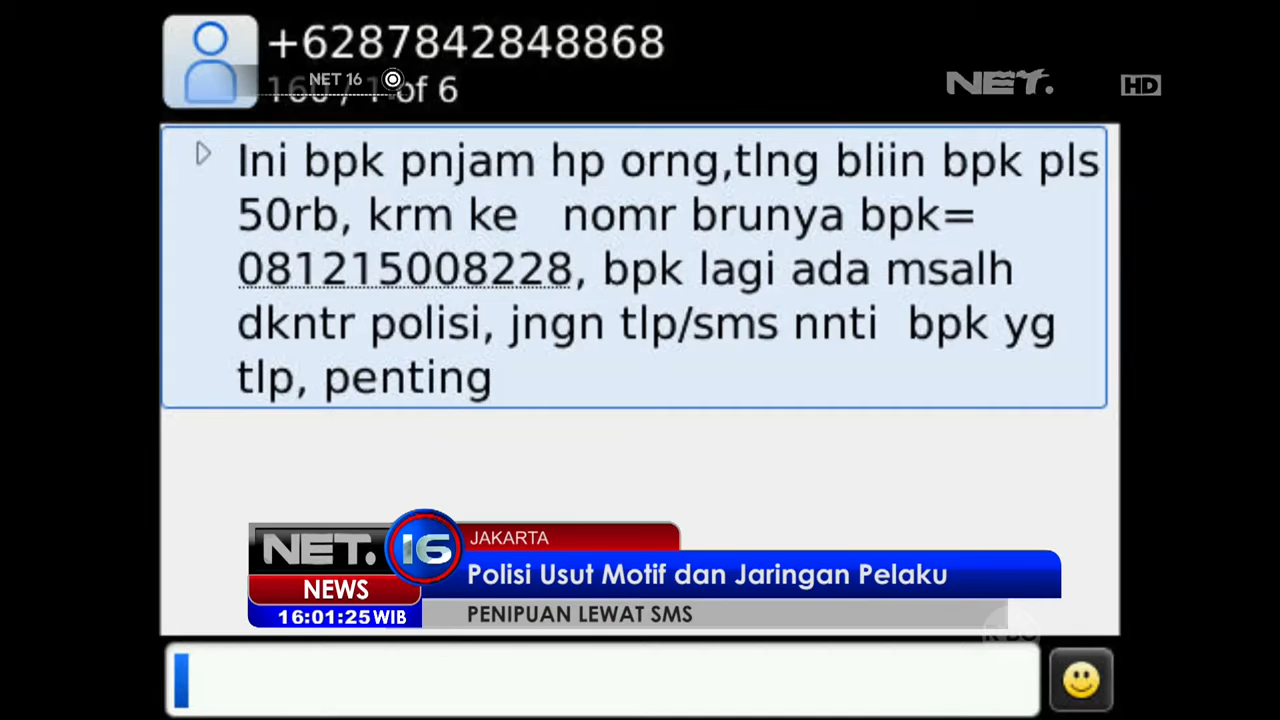 +6287842848868
NET 16
160 / 1 of 6
NET.
HD
Ini bpk pnjam hp orng,tlng bliin bpk pls
50rb, krm ke nomr brunya bpk=
081215008228, bpk lagi ada msalh
dkntr polisi, jngn tlp/sms nnti bpk yg
tlp, penting
NET. 16
NEWS
16:01:25 WIB
JAKARTA
Polisi Usut Motif dan Jaringan Pelaku
PENIPUAN LEWAT SMS